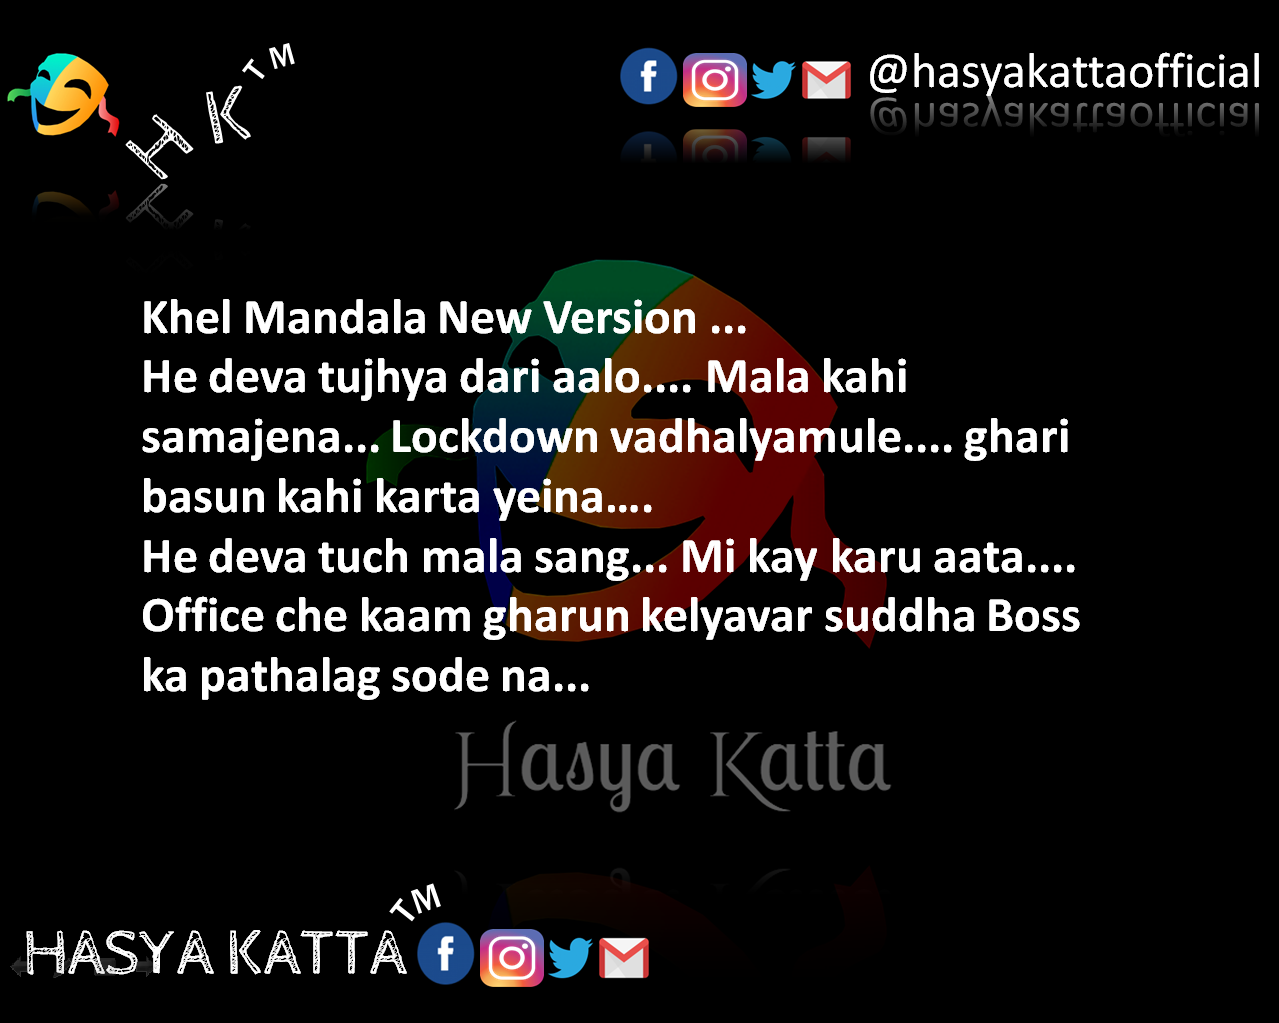 HK™
@hasyakattaofficial
Khel Mandala New Version ...
He deva tujhya dari aalo.... Mala kahi
samajena... Lockdown vadhalyamule.... ghari
basun kahi karta yeina....
He deva tuch mala sang... Mi kay karu aata....
Office che kaam gharun kelyavar suddha Boss
ka pathalag sode na...
Hasya Katta
HASYA KATTA™